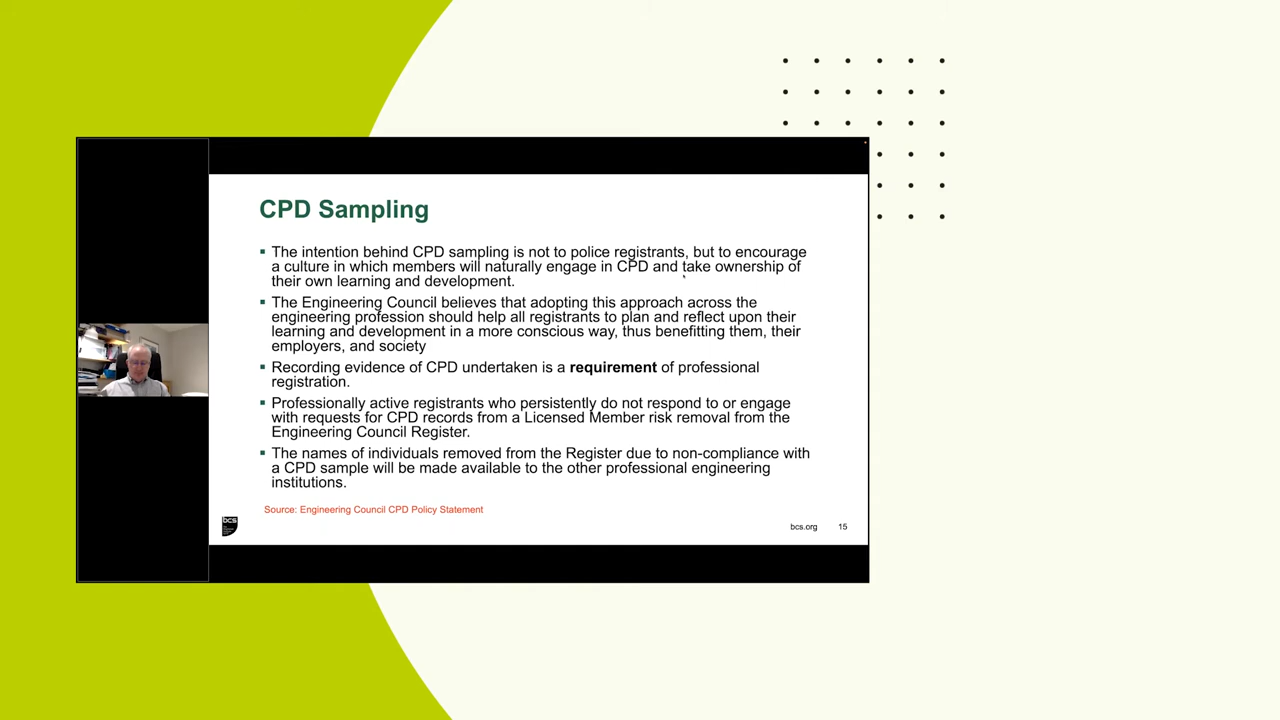 CPD Sampling
The intention behind CPD sampling is not to police registrants, but to encourage
a culture in which members will naturally engage in CPD and take ownership of
their own learning and development.
The Engineering Council believes that adopting this approach across the
engineering profession should help all registrants to plan and reflect upon their
learning and development in a more conscious way, thus benefitting them, their
employers, and society
Recording evidence of CPD undertaken is a requirement of professional
registration.
Professionally active registrants who persistently do not respond to or engage
with requests for CPD records from a Licensed Member risk removal from the
Engineering Council Register.
The names of individuals removed from the Register due to non-compliance with
a CPD sample will be made available to the other professional engineering
institutions.
Source: Engineering Council CPD Policy Statement
bcs
bcs.org 15